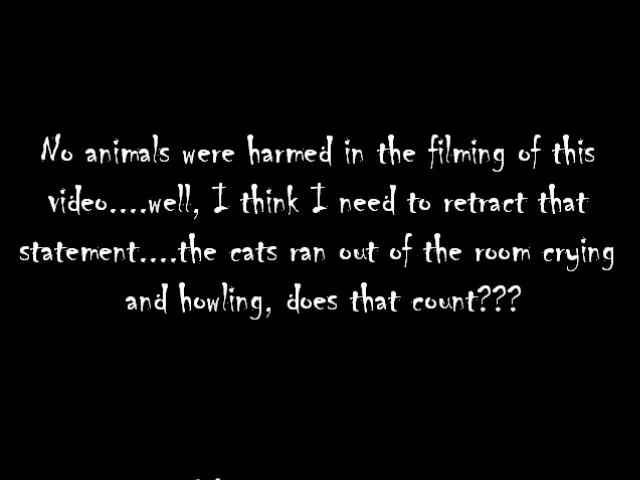 No animals were harmed in the filming of this
video....well, I think I need to retract that
statement....the cats ran out of the room crying
and howling, does that count???